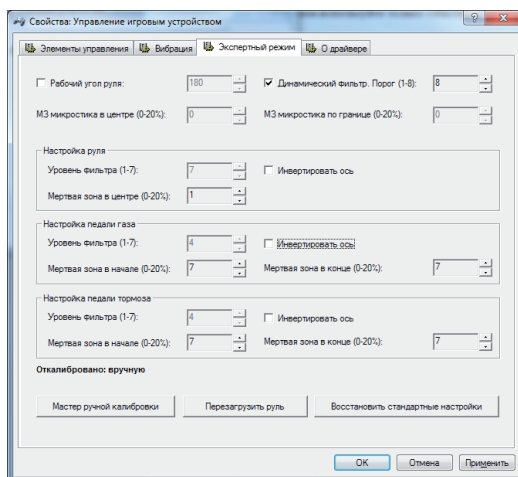 Свойства: Управление игровым устройством
Элементы управления Вибрация Экспертный режим О драйвере
Рабочий угол руля: 180 Динамический фильтр. Порог (1-8): 8
МЗ микростика в центре (0-20%): 0 МЗ микростика по границе (0-20%): 0
Настройка руля
Уровень фильтра (1-7): 7 Инвертировать ось
Мертвая зона в центре (0-20%): 1
Настройка педали газа
Уровень фильтра (1-7): 4 Инвертировать ось
Мертвая зона в начале (0-20%): 7 Мертвая зона в конце (0-20%): 7
Настройка педали тормоза
Уровень фильтра (1-7): 4 Инвертировать ось
Мертвая зона в начале (0-20%): 7 Мертвая зона в конце (0-20%): 7
Откалибровано: вручную
Мастер ручной калибровки Перезагрузить руль Восстановить стандартные настройки
OK Отмена Применить